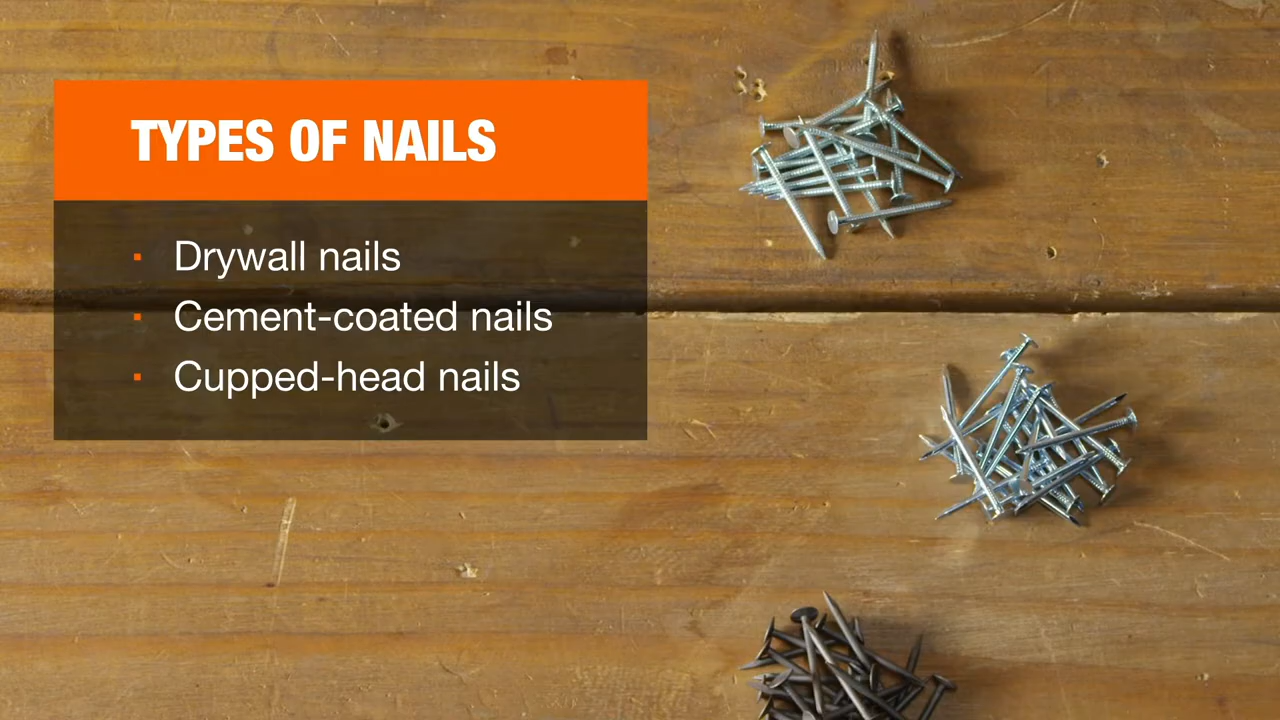 TYPES OF NAILS
· Drywall nails
· Cement-coated nails
· Cupped-head nails